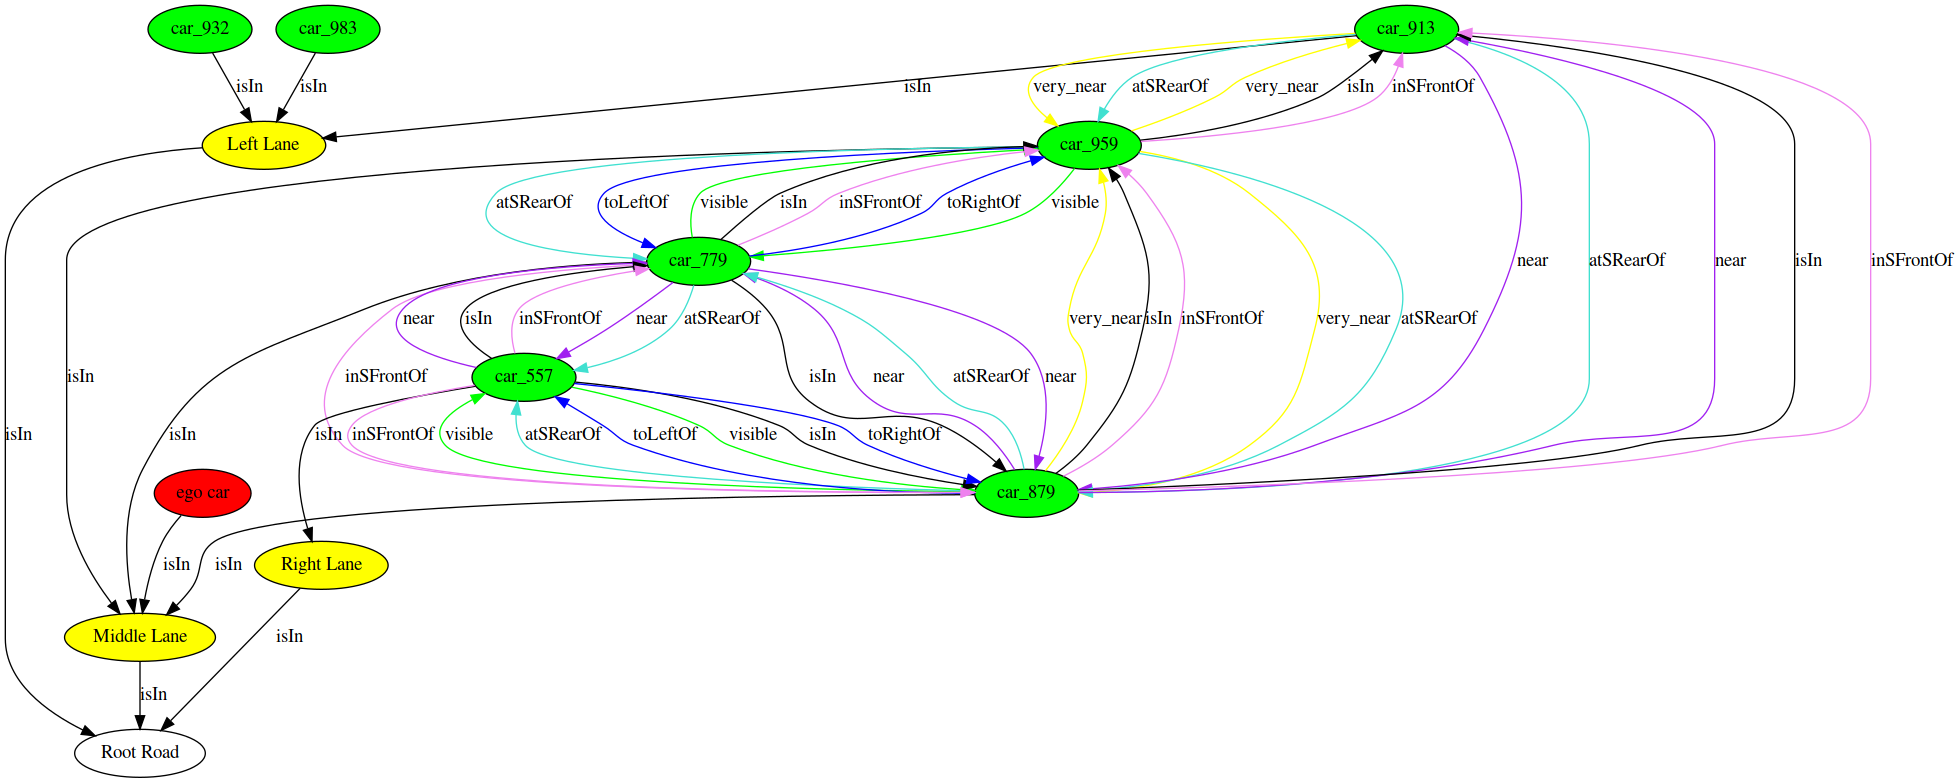 car_932
car_983
car_913
isIn
isIn
isIn
very_near
atSRearOf
very_near
isIn
inSFrontOf
Left Lane
car_959
atSRearOf
toLeftOf
visible
isIn
inSFrontOf
toRightOf
visible
car_779
near
atSRearOf
near
isIn
inSFrontOf
near
isIn
inSFrontOf
near
atSRearOf
very_near
isIn
inSFrontOf
very_near
atSRearOf
isIn
inSFrontOf
car_557
isIn
near
atSRearOf
near
isIn
isIn
isIn
inSFrontOf
visible
atSRearOf
toLeftOf
visible
isIn
toRightOf
ego car
car_879
isIn
isIn
Right Lane
Middle Lane
isIn
isIn
Root Road